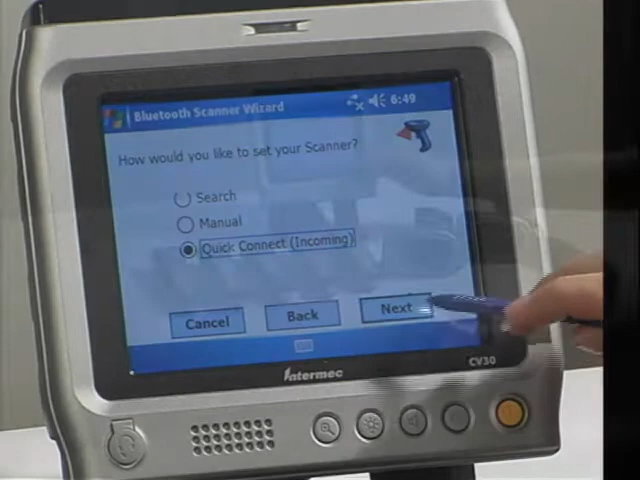 Bluetooth Scanner Wizard 6:49
How would you like to set your Scanner?
Search
Manual
Quick Connect (Incoming)
Cancel Back Next
Intermec CV30